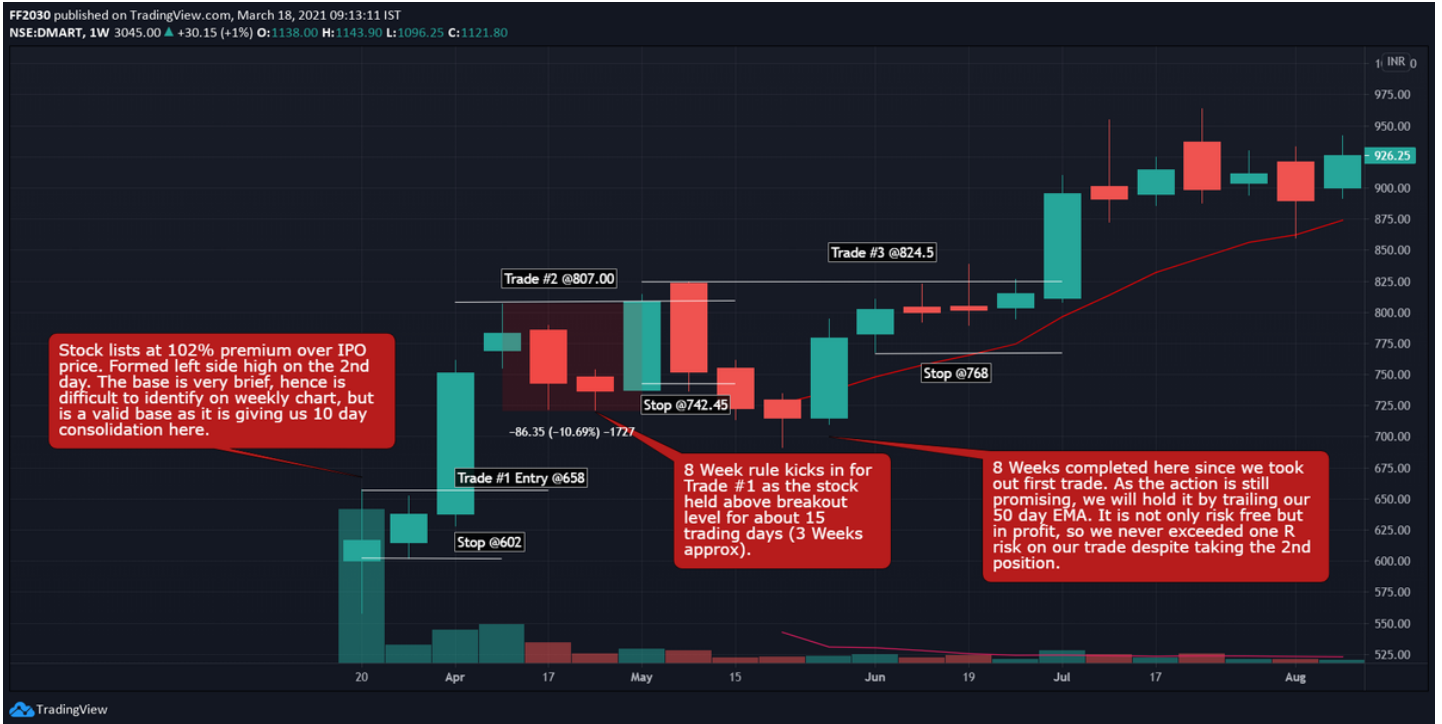 FF2030 published on TradingView.com, March 18, 2021 09:13:11 IST
NSE:DMART, 1W 3045.00 ▲ +30.15 (+1%) O:1138.00 H:1143.90 L:1096.25 C:1121.80
INR
975.00
950.00
926.25
900.00
875.00
850.00
825.00
800.00
775.00
750.00
725.00
700.00
675.00
650.00
625.00
600.00
575.00
550.00
525.00
Trade #3 @824.5
Trade #2 @807.00
Stock lists at 102% premium over IPO
price. Formed left side high on the 2nd
day. The base is very brief, hence is
difficult to identify on weekly chart, but
is a valid base as it is giving us 10 day
consolidation here.
Stop @768
Stop @742.45
−86.35 (−10.69%) −1727
Trade #1 Entry @658
Stop @602
8 Week rule kicks in for
Trade #1 as the stock
held above breakout
level for about 15
trading days (3 Weeks
approx).
8 Weeks completed here since we took
out first trade. As the action is still
promising, we will hold it by trailing our
50 day EMA. It is not only risk free but
in profit, so we never exceeded one R
risk on our trade despite taking the 2nd
position.
20 Apr 17 May 15 Jun 19 Jul 17 Aug
TradingView